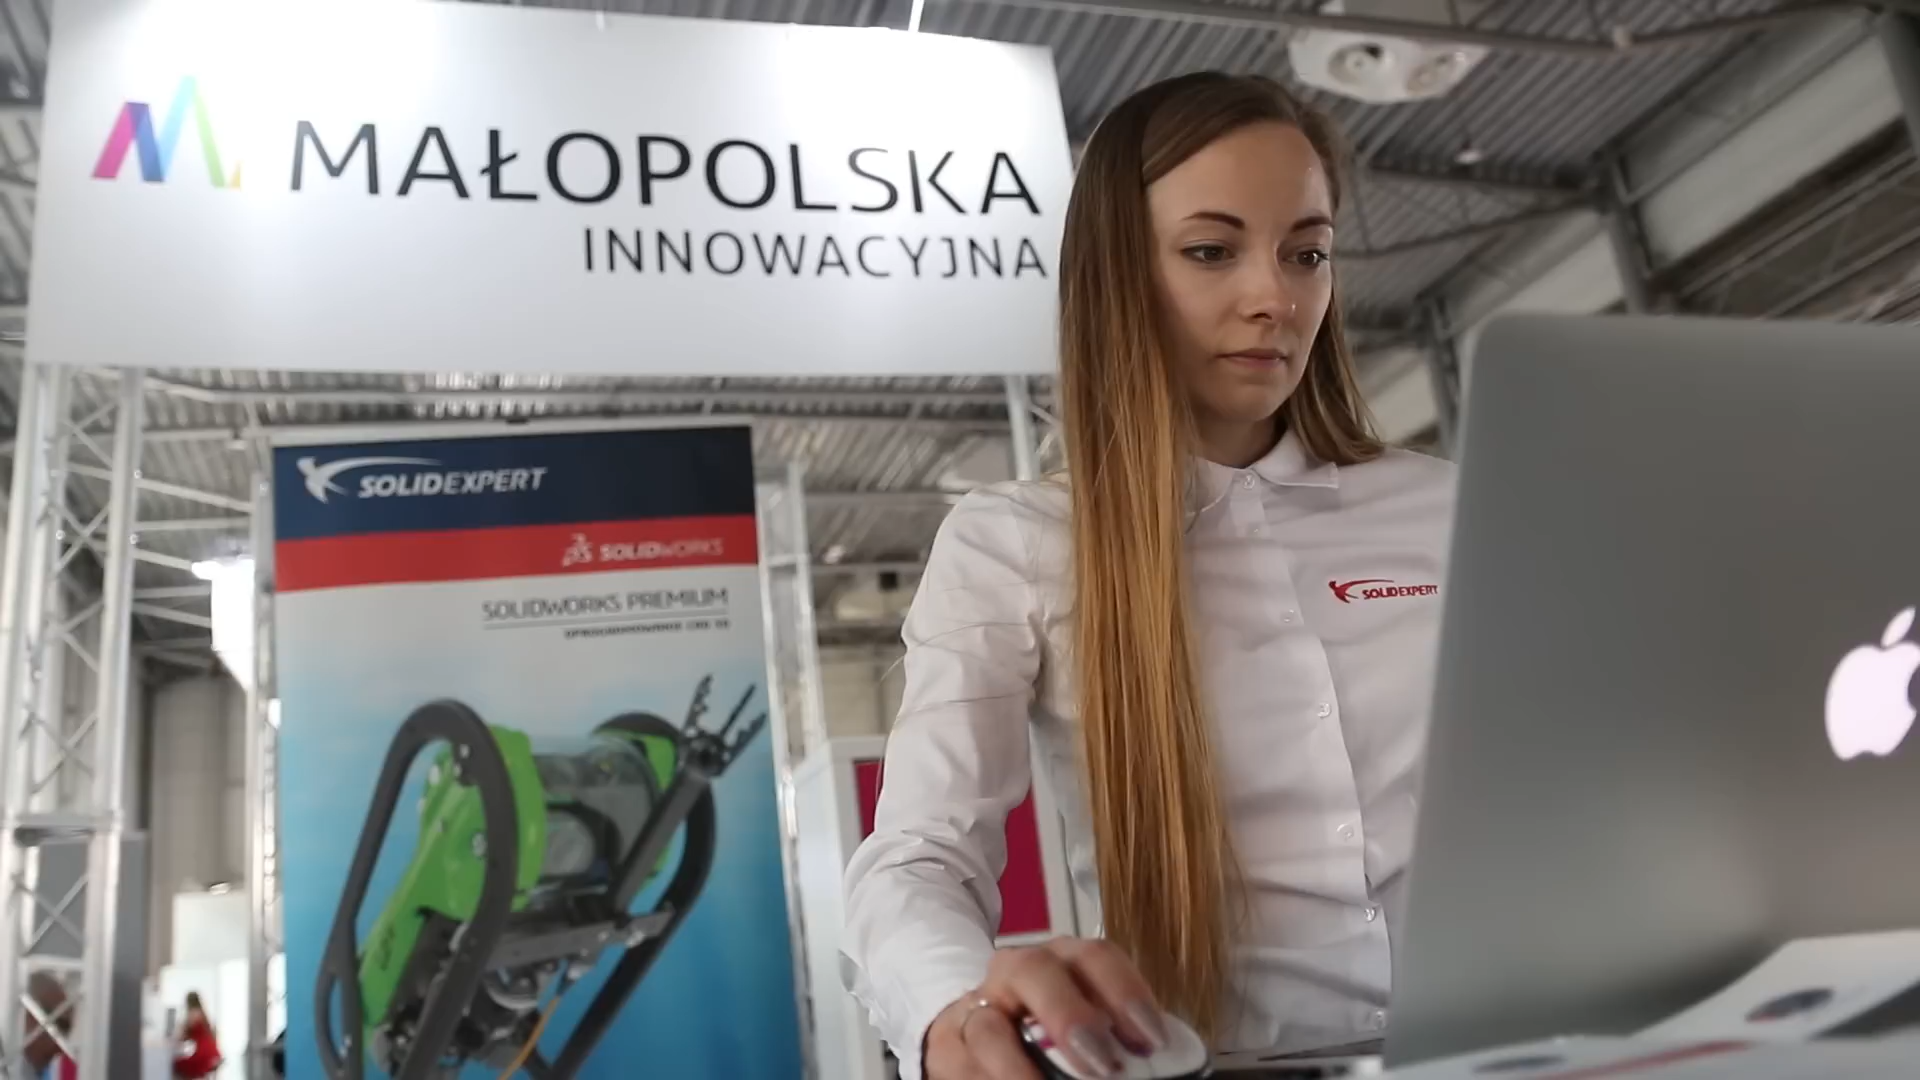 MAŁOPOLSKA
INNOWACYJNA
SOLIDEXPERT
SOLIDWORKS
SOLIDWORKS PREMIUM
SOLIDEXPERT